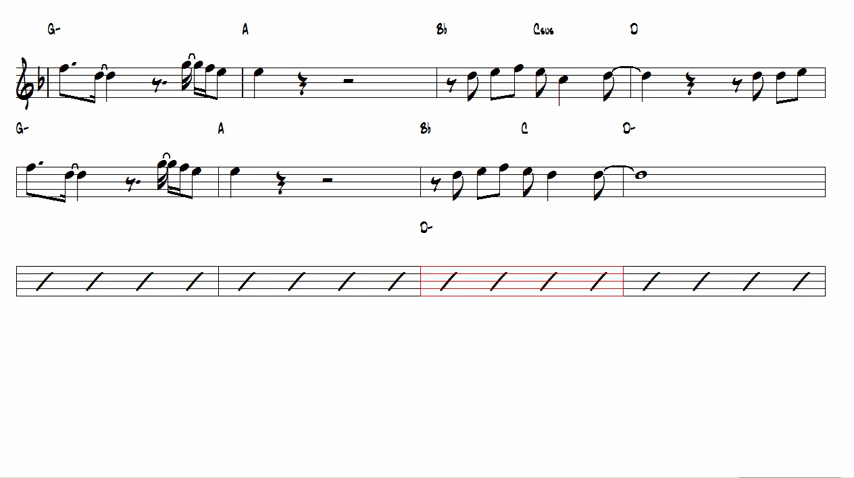 G- A Bb Csus D
G- A Bb C D-
D-